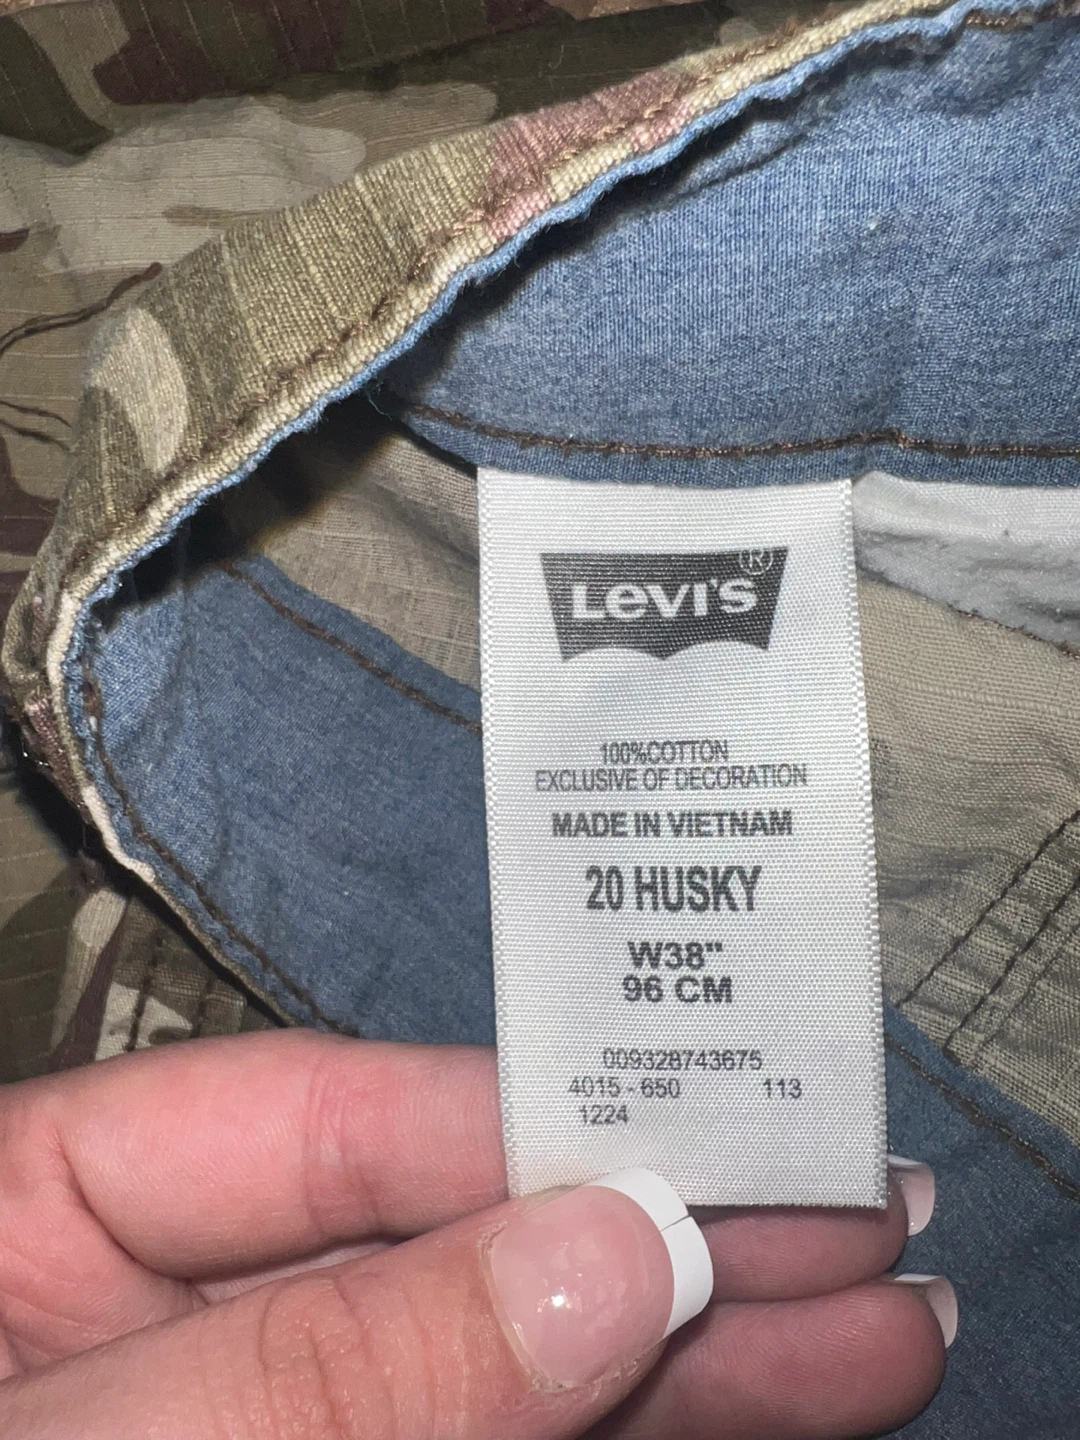 LEVI'S ®
100%COTTON
EXCLUSIVE OF DECORATION
MADE IN VIETNAM
20 HUSKY
W38"
96 CM
009328743675
4015 - 650 113
1224